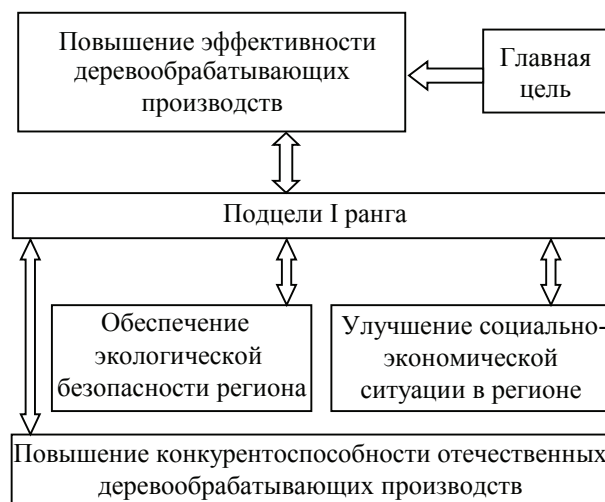 Повышение эффективности
деревообрабатывающих
производств
Главная
цель
Подцели I ранга
Обеспечение
экологической
безопасности региона
Улучшение социально-
экономической
ситуации в регионе
Повышение конкурентоспособности отечественных
деревообрабатывающих производств